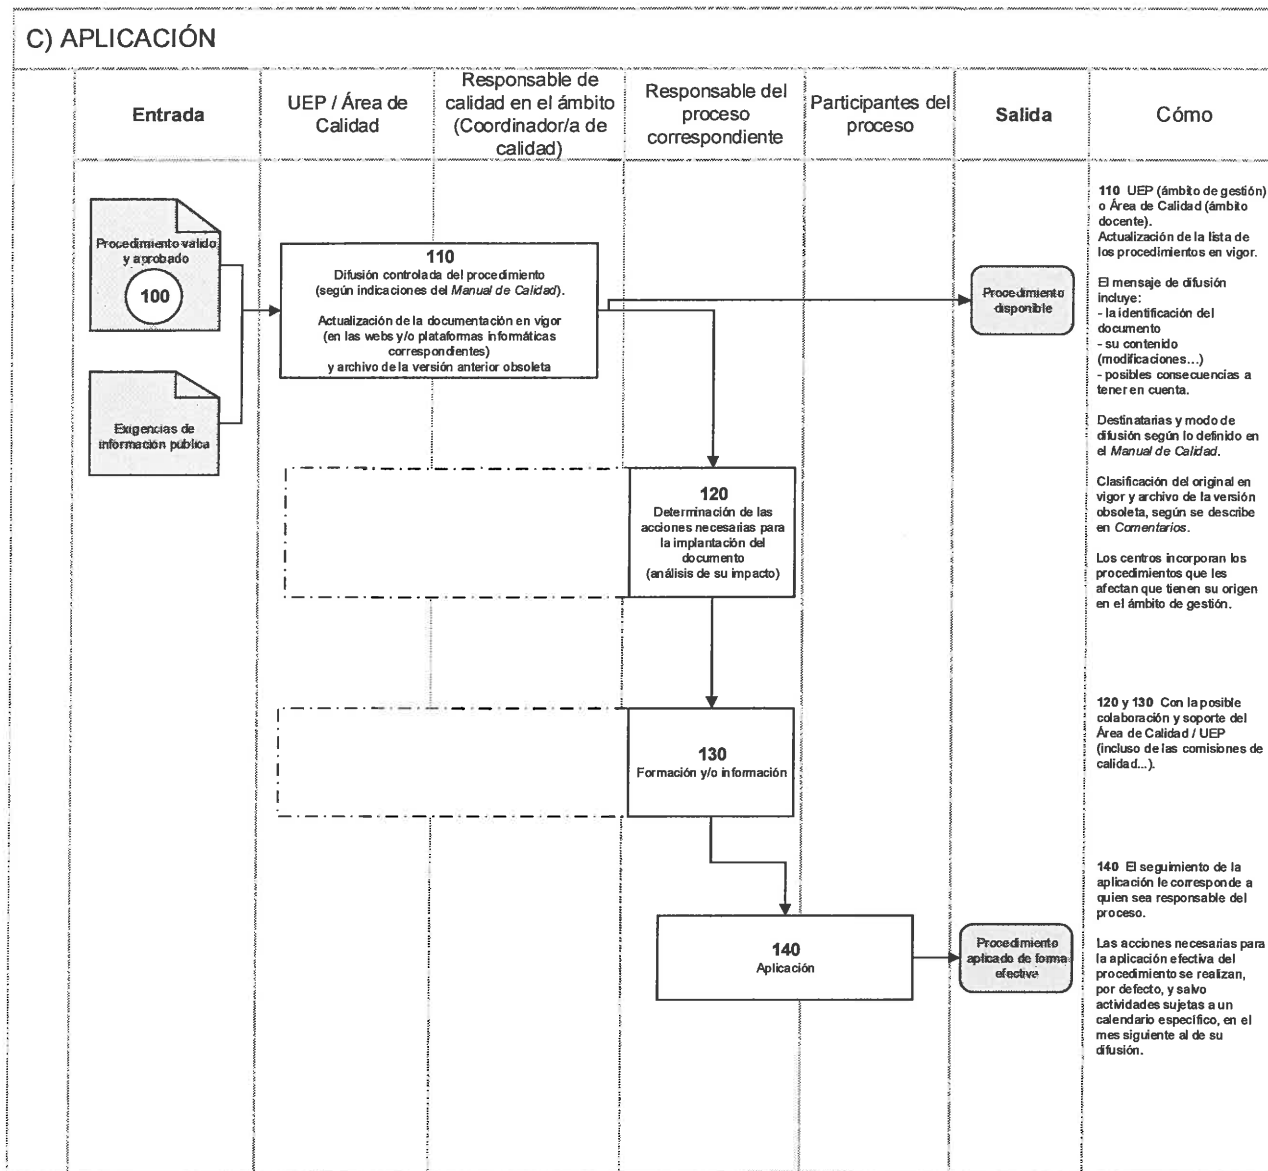 C) APLICACIÓN
Entrada
UEP / Área de
Calidad
Responsable de
calidad en el ámbito
(Coordinador/a de
calidad)
Responsable del
proceso
correspondiente
Participantes del
proceso
Salida
Cómo
Procedimiento valido
y aprobado
100
Exigencias de
información pública
110
Difusión controlada del procedimiento
(según indicaciones del Manual de Calidad).
Actualización de la documentación en vigor
(en las webs y/o plataformas informáticas
correspondientes)
y archivo de la versión anterior obsoleta
Procedimiento
disponible
120
Determinación de las
acciones necesarias para
la implantación del
documento
(análisis de su impacto)
130
Formación y/o información
140
Aplicación
Procedimiento
aplicado de forma
efectiva
110 UEP (ámbito de gestión)
o Área de Calidad (ámbito
docente).
Actualización de la lista de
los procedimientos en vigor.
El mensaje de difusión
incluye:
- la identificación del
documento
- su contenido
(modificaciones...)
- posibles consecuencias a
tener en cuenta.
Destinatarias y modo de
difusión según lo definido en
el Manual de Calidad.
Clasificación del original en
vigor y archivo de la versión
obsoleta, según se describe
en Comentarios.
Los centros incorporan los
procedimientos que les
afectan que tienen su origen
en el ámbito de gestión.
120 y 130 Con la posible
colaboración y soporte del
Área de Calidad / UEP
(incluso de las comisiones de
calidad...).
140 El seguimiento de la
aplicación le corresponde a
quien sea responsable del
proceso.
Las acciones necesarias para
la aplicación efectiva del
procedimiento se realizan,
por defecto, y salvo
actividades sujetas a un
calendario específico, en el
mes siguiente al de su
difusión.